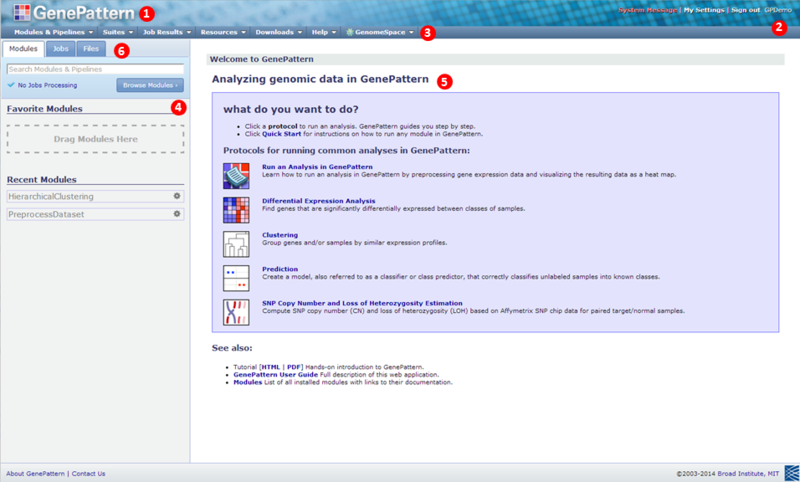 GenePattern 1
System Message | My Settings | Sign out GPDemo
2
Modules & Pipelines Suites Job Results Resources Downloads Help GenomeSpace 3
Modules Jobs Files 6
Search Modules & Pipelines
No Jobs Processing Browse Modules ›
4
Favorite Modules
Drag Modules Here
Recent Modules
HierarchicalClustering
PreprocessDataset
Welcome to GenePattern
Analyzing genomic data in GenePattern 5
what do you want to do?
• Click a protocol to run an analysis. GenePattern guides you step by step.
• Click Quick Start for instructions on how to run any module in GenePattern.
Protocols for running common analyses in GenePattern:
Run an Analysis in GenePattern
Learn how to run an analysis in GenePattern by preprocessing gene expression data and visualizing the resulting data as a heat map.
Differential Expression Analysis
Find genes that are significantly differentially expressed between classes of samples.
Clustering
Group genes and/or samples by similar expression profiles.
Prediction
Create a model, also referred to as a classifier or class predictor, that correctly classifies unlabeled samples into known classes.
SNP Copy Number and Loss of Heterozygosity Estimation
Compute SNP copy number (CN) and loss of heterozygosity (LOH) based on Affymetrix SNP chip data for paired target/normal samples.
See also:
• Tutorial [HTML | PDF] Hands-on introduction to GenePattern.
• GenePattern User Guide Full description of this web application.
• Modules List of all installed modules with links to their documentation.
About GenePattern | Contact Us
©2003-2014 Broad Institute, MIT